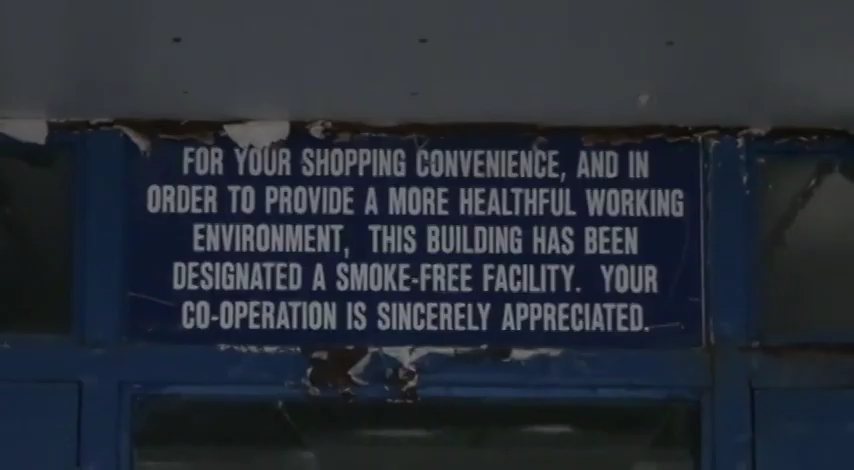 FOR YOUR SHOPPING CONVENIENCE, AND IN
ORDER TO PROVIDE A MORE HEALTHFUL WORKING
ENVIRONMENT, THIS BUILDING HAS BEEN
DESIGNATED A SMOKE-FREE FACILITY. YOUR
CO-OPERATION IS SINCERELY APPRECIATED.